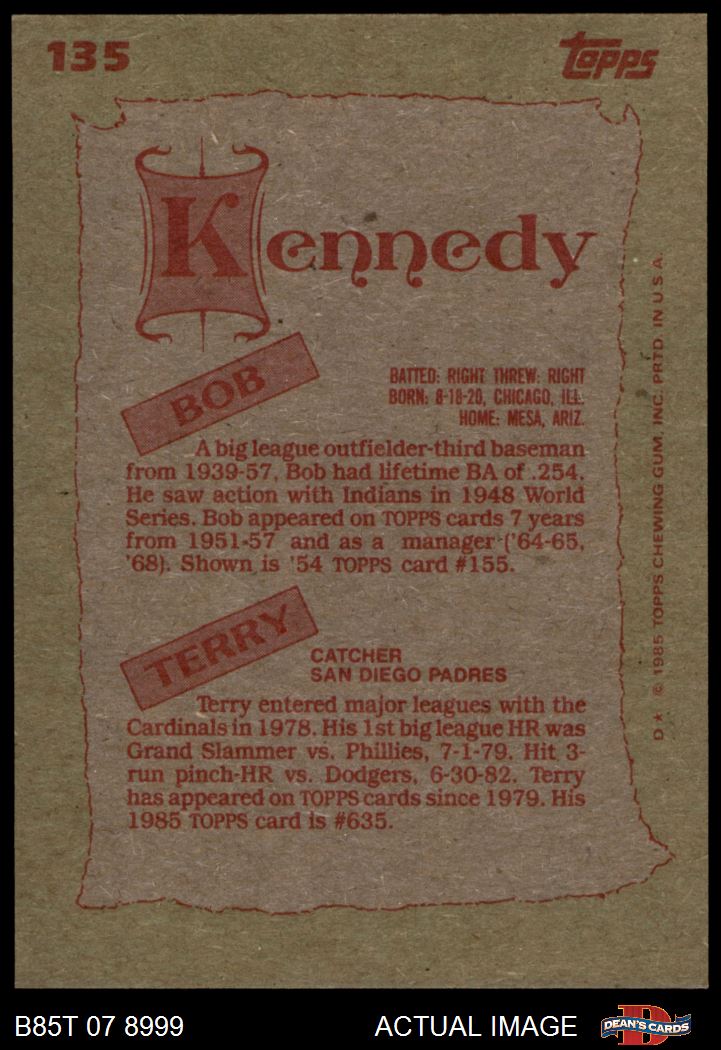 135
topps
Kennedy
BOB
BATTED: RIGHT THREW: RIGHT
BORN: 8-18-20, CHICAGO, ILL.
HOME: MESA, ARIZ.
A big league outfielder-third baseman
from 1939-57, Bob had lifetime BA of .254.
He saw action with Indians in 1948 World
Series. Bob appeared on TOPPS cards 7 years
from 1951-57 and as a manager ('64-65,
'68). Shown is '54 TOPPS card #155.
TERRY
CATCHER
SAN DIEGO PADRES
Terry entered major leagues with the
Cardinals in 1978. His 1st big league HR was
Grand Slammer vs. Phillies, 7-1-79. Hit 3-
run pinch-HR vs. Dodgers, 6-30-82. Terry
has appeared on TOPPS cards since 1979. His
1985 TOPPS card is #635.
D★ © 1985 TOPPS CHEWING GUM, INC. PRTD. IN U.S.A.
B85T 07 8999
ACTUAL IMAGE
D
DEAN'S CARDS